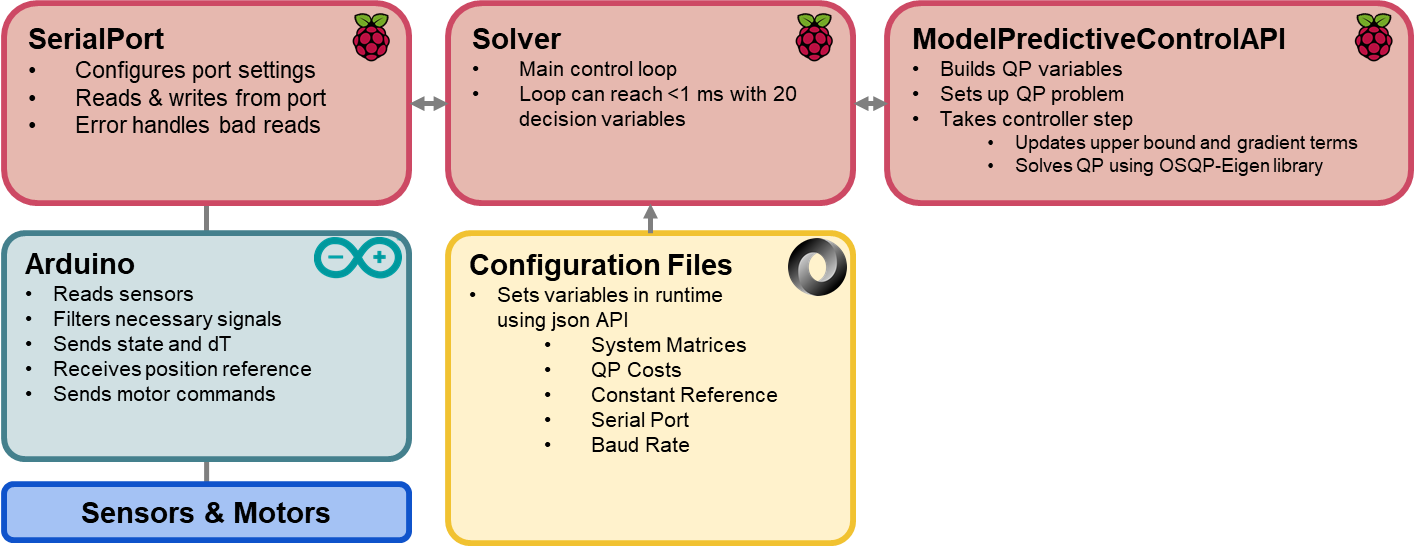 SerialPort
• Configures port settings
• Reads & writes from port
• Error handles bad reads
Solver
• Main control loop
• Loop can reach <1 ms with 20
decision variables
ModelPredictiveControlAPI
• Builds QP variables
• Sets up QP problem
• Takes controller step
• Updates upper bound and gradient terms
• Solves QP using OSQP-Eigen library
Arduino
• Reads sensors
• Filters necessary signals
• Sends state and dT
• Receives position reference
• Sends motor commands
Configuration Files
• Sets variables in runtime
using json API
• System Matrices
• QP Costs
• Constant Reference
• Serial Port
• Baud Rate
Sensors & Motors